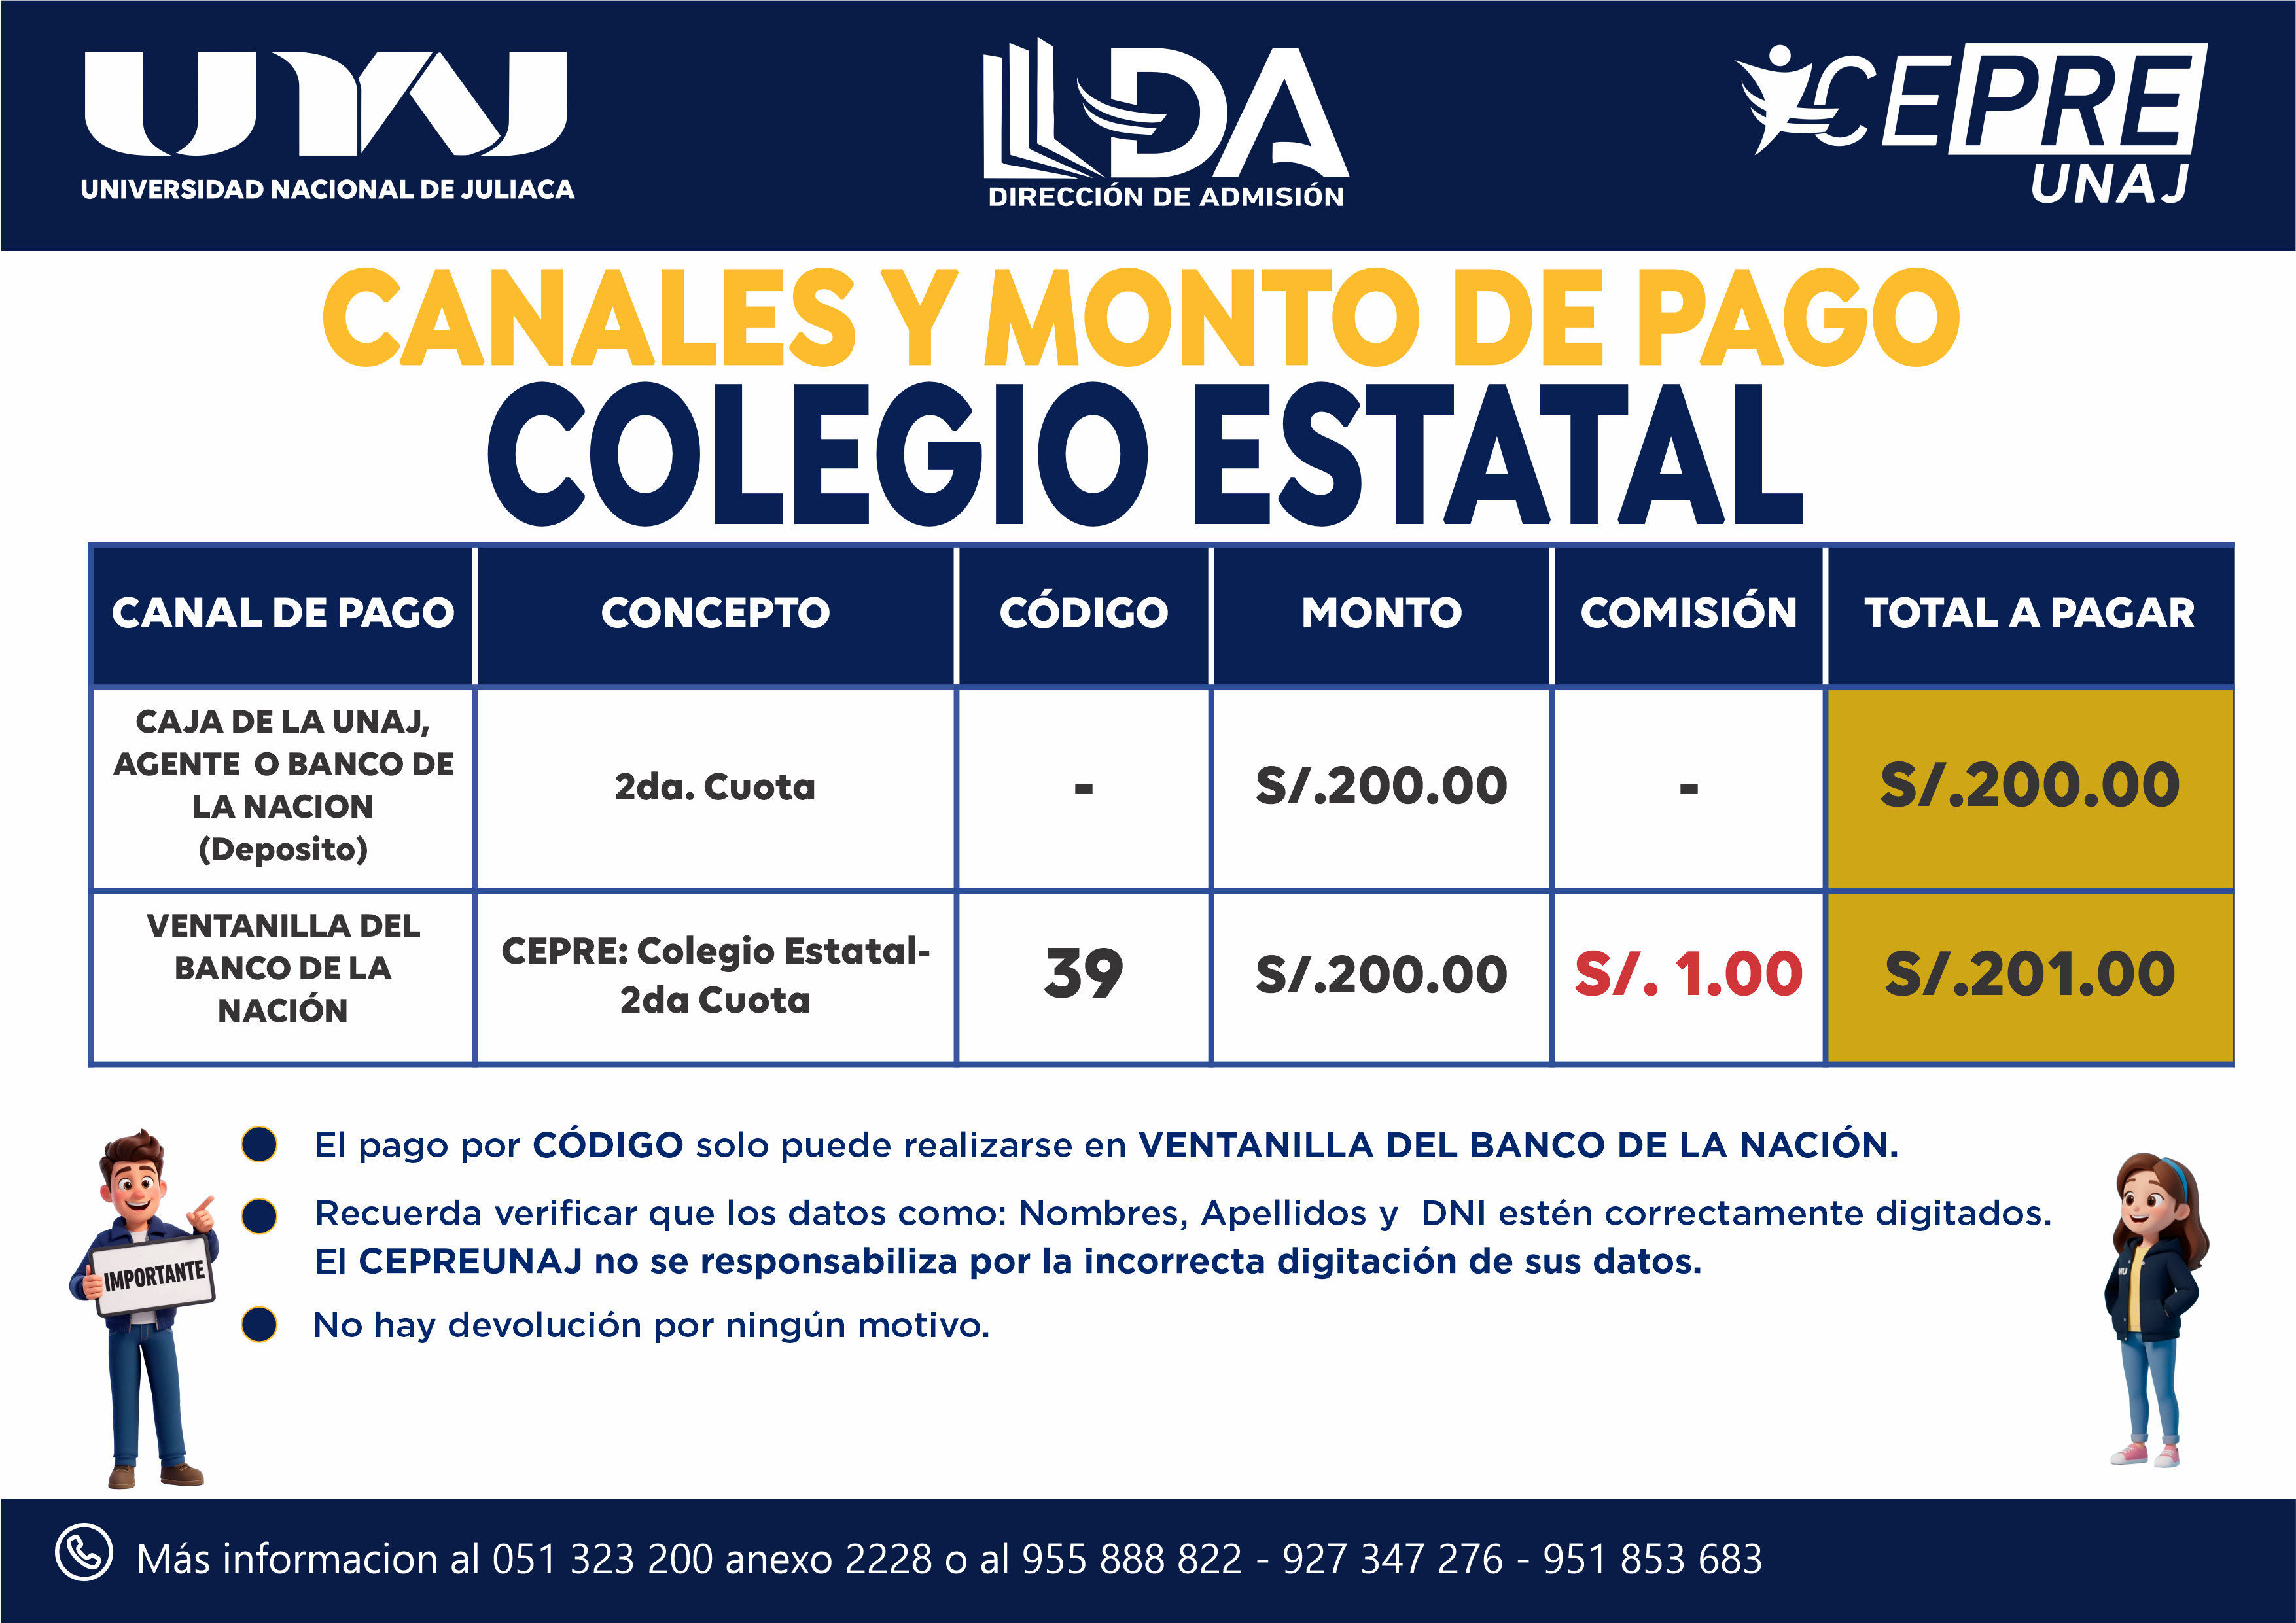 UNAJ
UNIVERSIDAD NACIONAL DE JULIACA
DA
DIRECCIÓN DE ADMISIÓN
CEPRE
UNAJ
CANALES Y MONTO DE PAGO
COLEGIO ESTATAL
CANAL DE PAGO CONCEPTO CÓDIGO MONTO COMISIÓN TOTAL A PAGAR
CAJA DE LA UNAJ,
AGENTE O BANCO DE
LA NACION
(Deposito)
2da. Cuota
-
S/.200.00
-
S/.200.00
VENTANILLA DEL
BANCO DE LA
NACIÓN
CEPRE: Colegio Estatal-
2da Cuota
39
S/.200.00
S/. 1.00
S/.201.00
IMPORTANTE
El pago por CÓDIGO solo puede realizarse en VENTANILLA DEL BANCO DE LA NACIÓN.
Recuerda verificar que los datos como: Nombres, Apellidos y DNI estén correctamente digitados.
El CEPREUNAJ no se responsabiliza por la incorrecta digitación de sus datos.
No hay devolución por ningún motivo.
Más informacion al 051 323 200 anexo 2228 o al 955 888 822 - 927 347 276 - 951 853 683